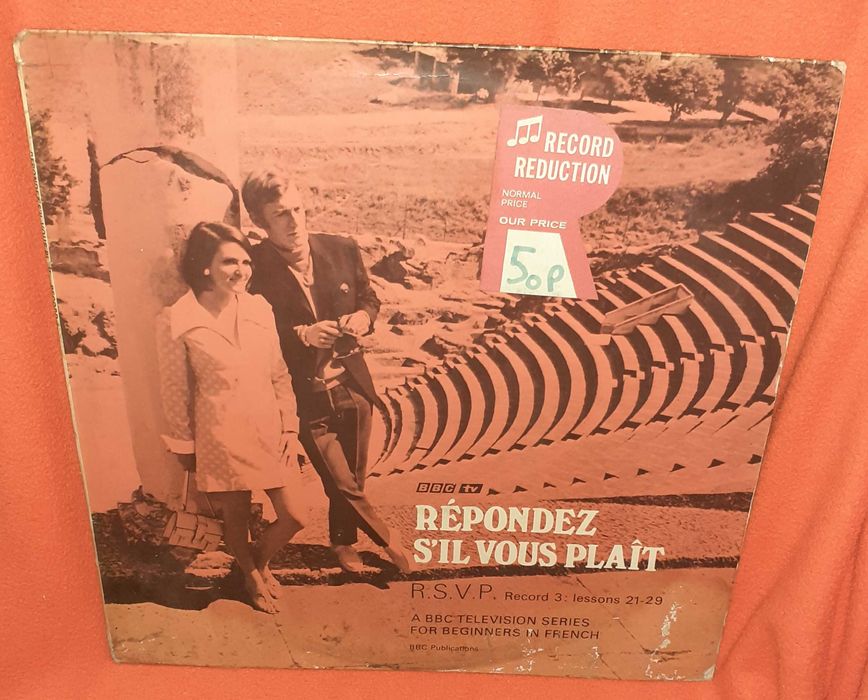 RECORD
REDUCTION
NORMAL
PRICE
OUR PRICE
50p
BBC tv
RÉPONDEZ
S'IL VOUS PLAÎT
R.S.V.P. Record 3: lessons 21-29
A BBC TELEVISION SERIES
FOR BEGINNERS IN FRENCH
BBC Publications